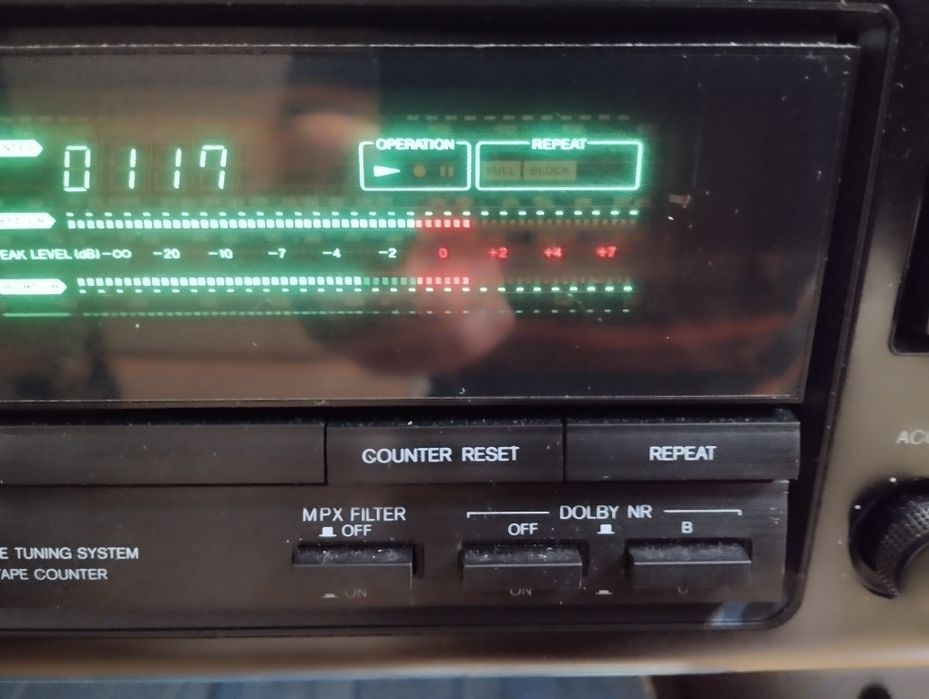 OPERATION REPEAT
0117
FULL BLOCK
EAK LEVEL (dB) -∞ -20 -10 -7 -4 -2 0 +2 +4 +7
COUNTER RESET REPEAT
MPX FILTER DOLBY NR
OFF OFF B
E TUNING SYSTEM
TAPE COUNTER
ON ON C